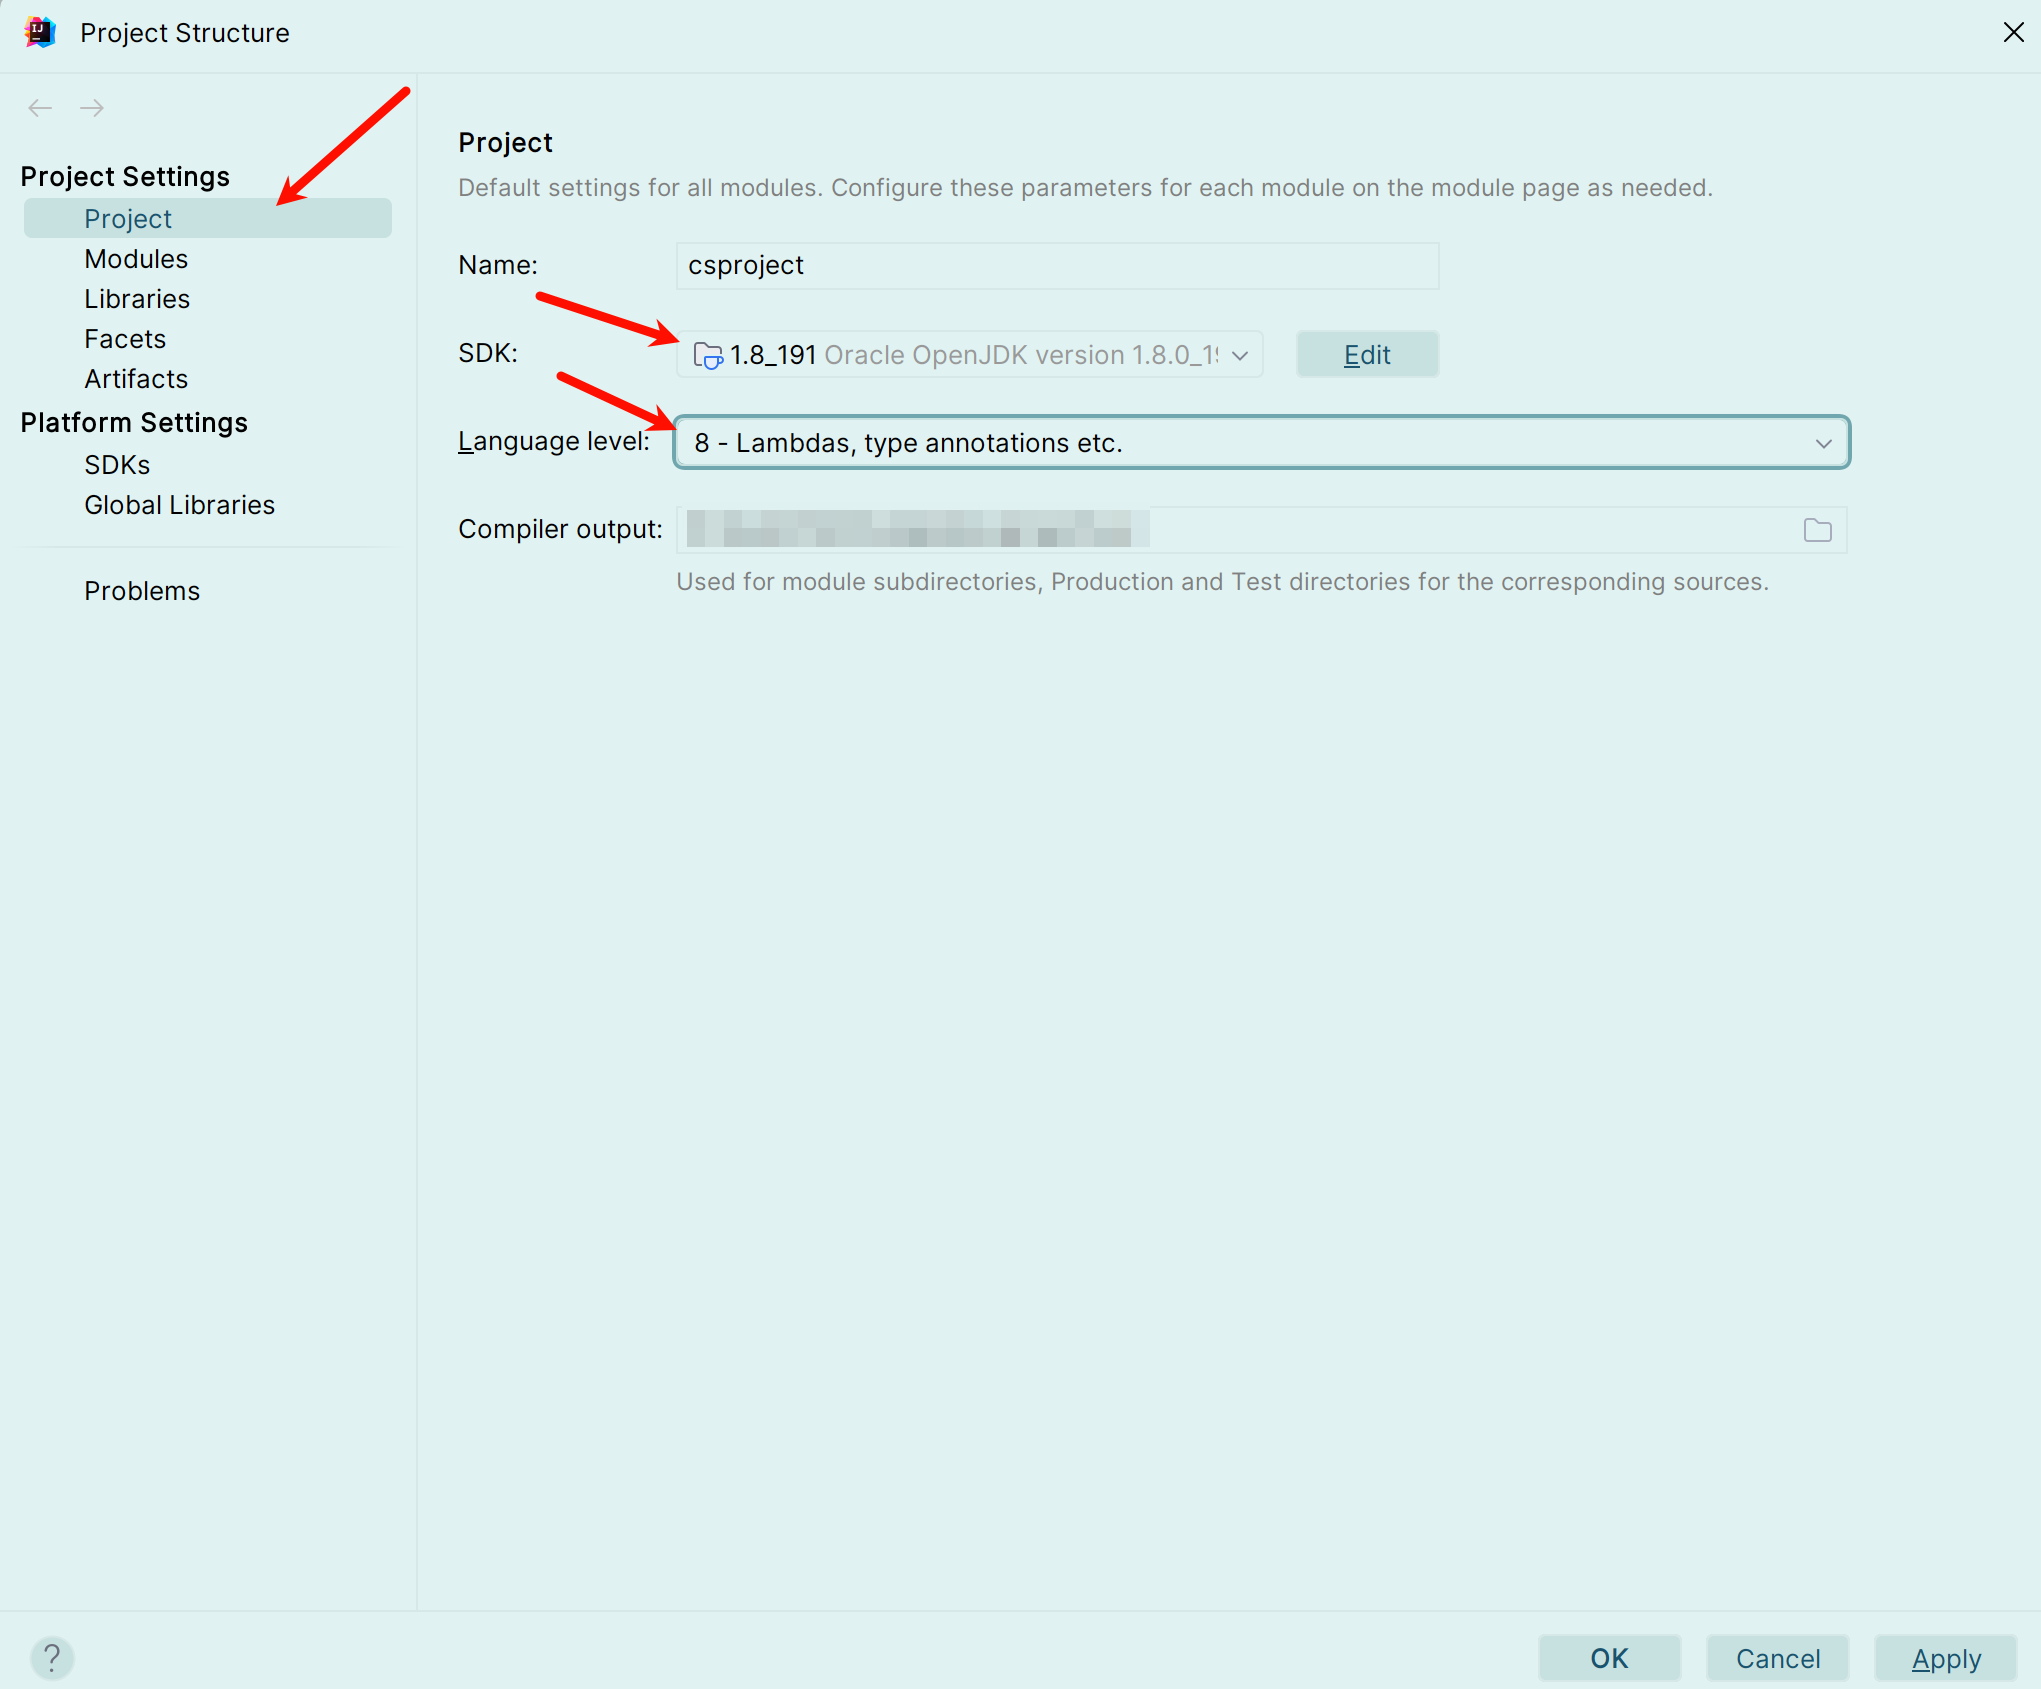 Project Structure
Project Settings
Project
Modules
Libraries
Facets
Artifacts
Platform Settings
SDKs
Global Libraries
Problems
Project
Default settings for all modules. Configure these parameters for each module on the module page as needed.
Name: csproject
SDK: 1.8_191 Oracle OpenJDK version 1.8.0_19 Edit
Language level: 8 - Lambdas, type annotations etc.
Compiler output:
Used for module subdirectories, Production and Test directories for the corresponding sources.
? OK Cancel Apply